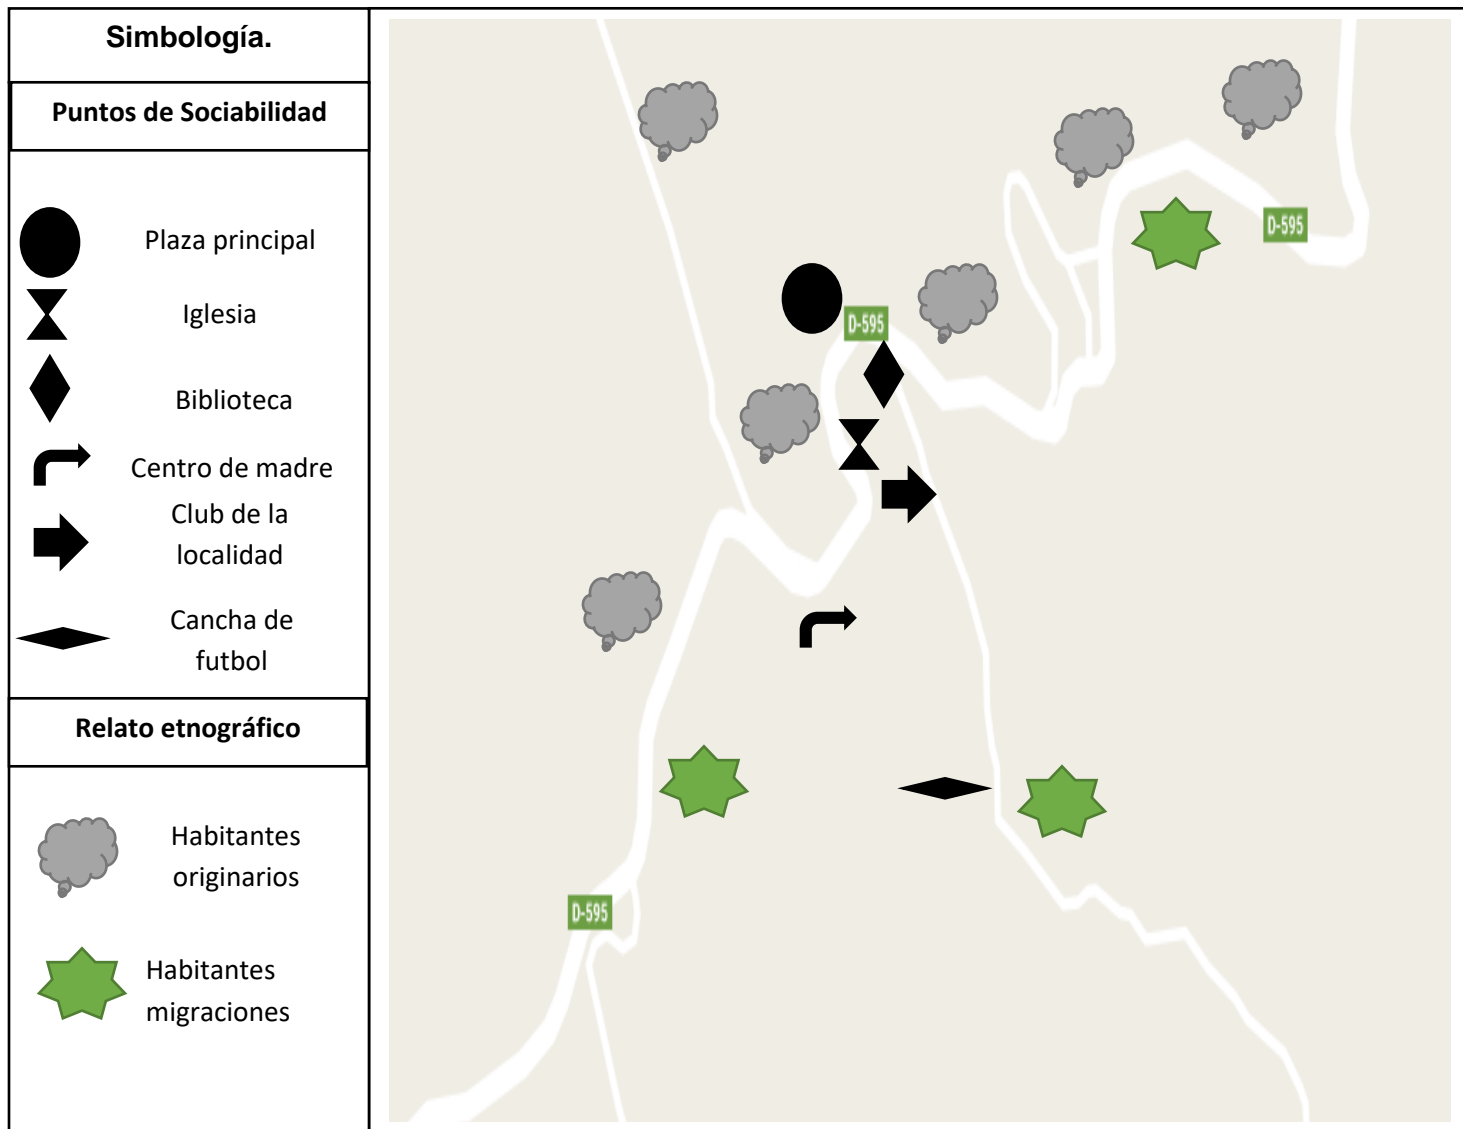 Simbología.
Puntos de Sociabilidad
Plaza principal
Iglesia
Biblioteca
Centro de madre
Club de la
localidad
Cancha de
futbol
Relato etnográfico
Habitantes
originarios
Habitantes
migraciones
D-595
D-595
D-595